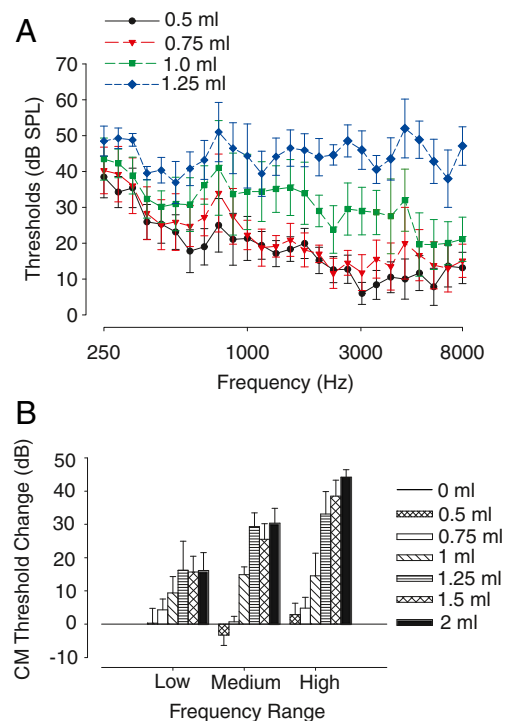 A
0.5 ml
0.75 ml
1.0 ml
1.25 ml
Thresholds (dB SPL)
70
60
50
40
30
20
10
0
250
1000
3000
8000
Frequency (Hz)
B
CM Threshold Change (dB)
50
40
30
20
10
0
-10
Low
Medium
High
Frequency Range
0 ml
0.5 ml
0.75 ml
1 ml
1.25 ml
1.5 ml
2 ml